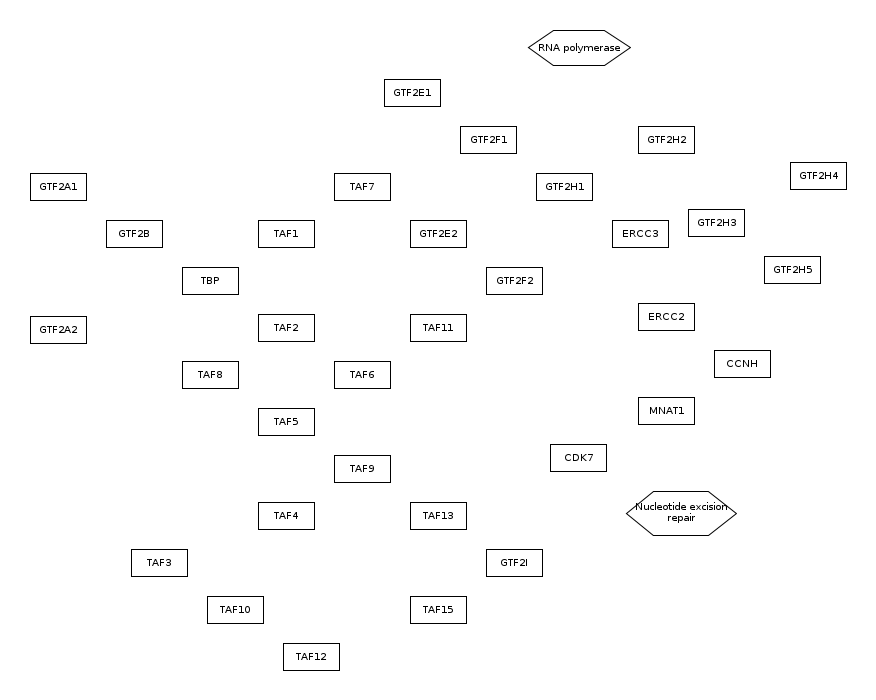 RNA polymerase
GTF2E1
GTF2F1
GTF2H2
GTF2H4
GTF2A1
TAF7
GTF2H1
GTF2H3
GTF2B
TAF1
GTF2E2
ERCC3
GTF2H5
TBP
GTF2F2
ERCC2
GTF2A2
TAF2
TAF11
CCNH
TAF8
TAF6
MNAT1
TAF5
CDK7
TAF9
Nucleotide excision
repair
TAF4
TAF13
TAF3
GTF2I
TAF10
TAF15
TAF12